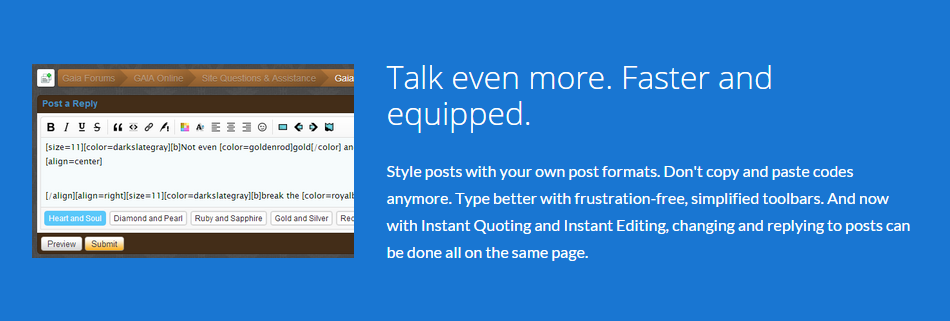 Gaia Forums GAIA Online Site Questions & Assistance Gaia
Post a Reply
B I U S
[size=11][color=darkslategray][b]Not even [color=goldenrod]gold[/color] an
[align=center]
[/align][align=right][size=11][color=darkslategray][b]break the [color=royalb
Heart and Soul Diamond and Pearl Ruby and Sapphire Gold and Silver Red
Preview Submit
Talk even more. Faster and
equipped.
Style posts with your own post formats. Don't copy and paste codes
anymore. Type better with frustration-free, simplified toolbars. And now
with Instant Quoting and Instant Editing, changing and replying to posts can
be done all on the same page.